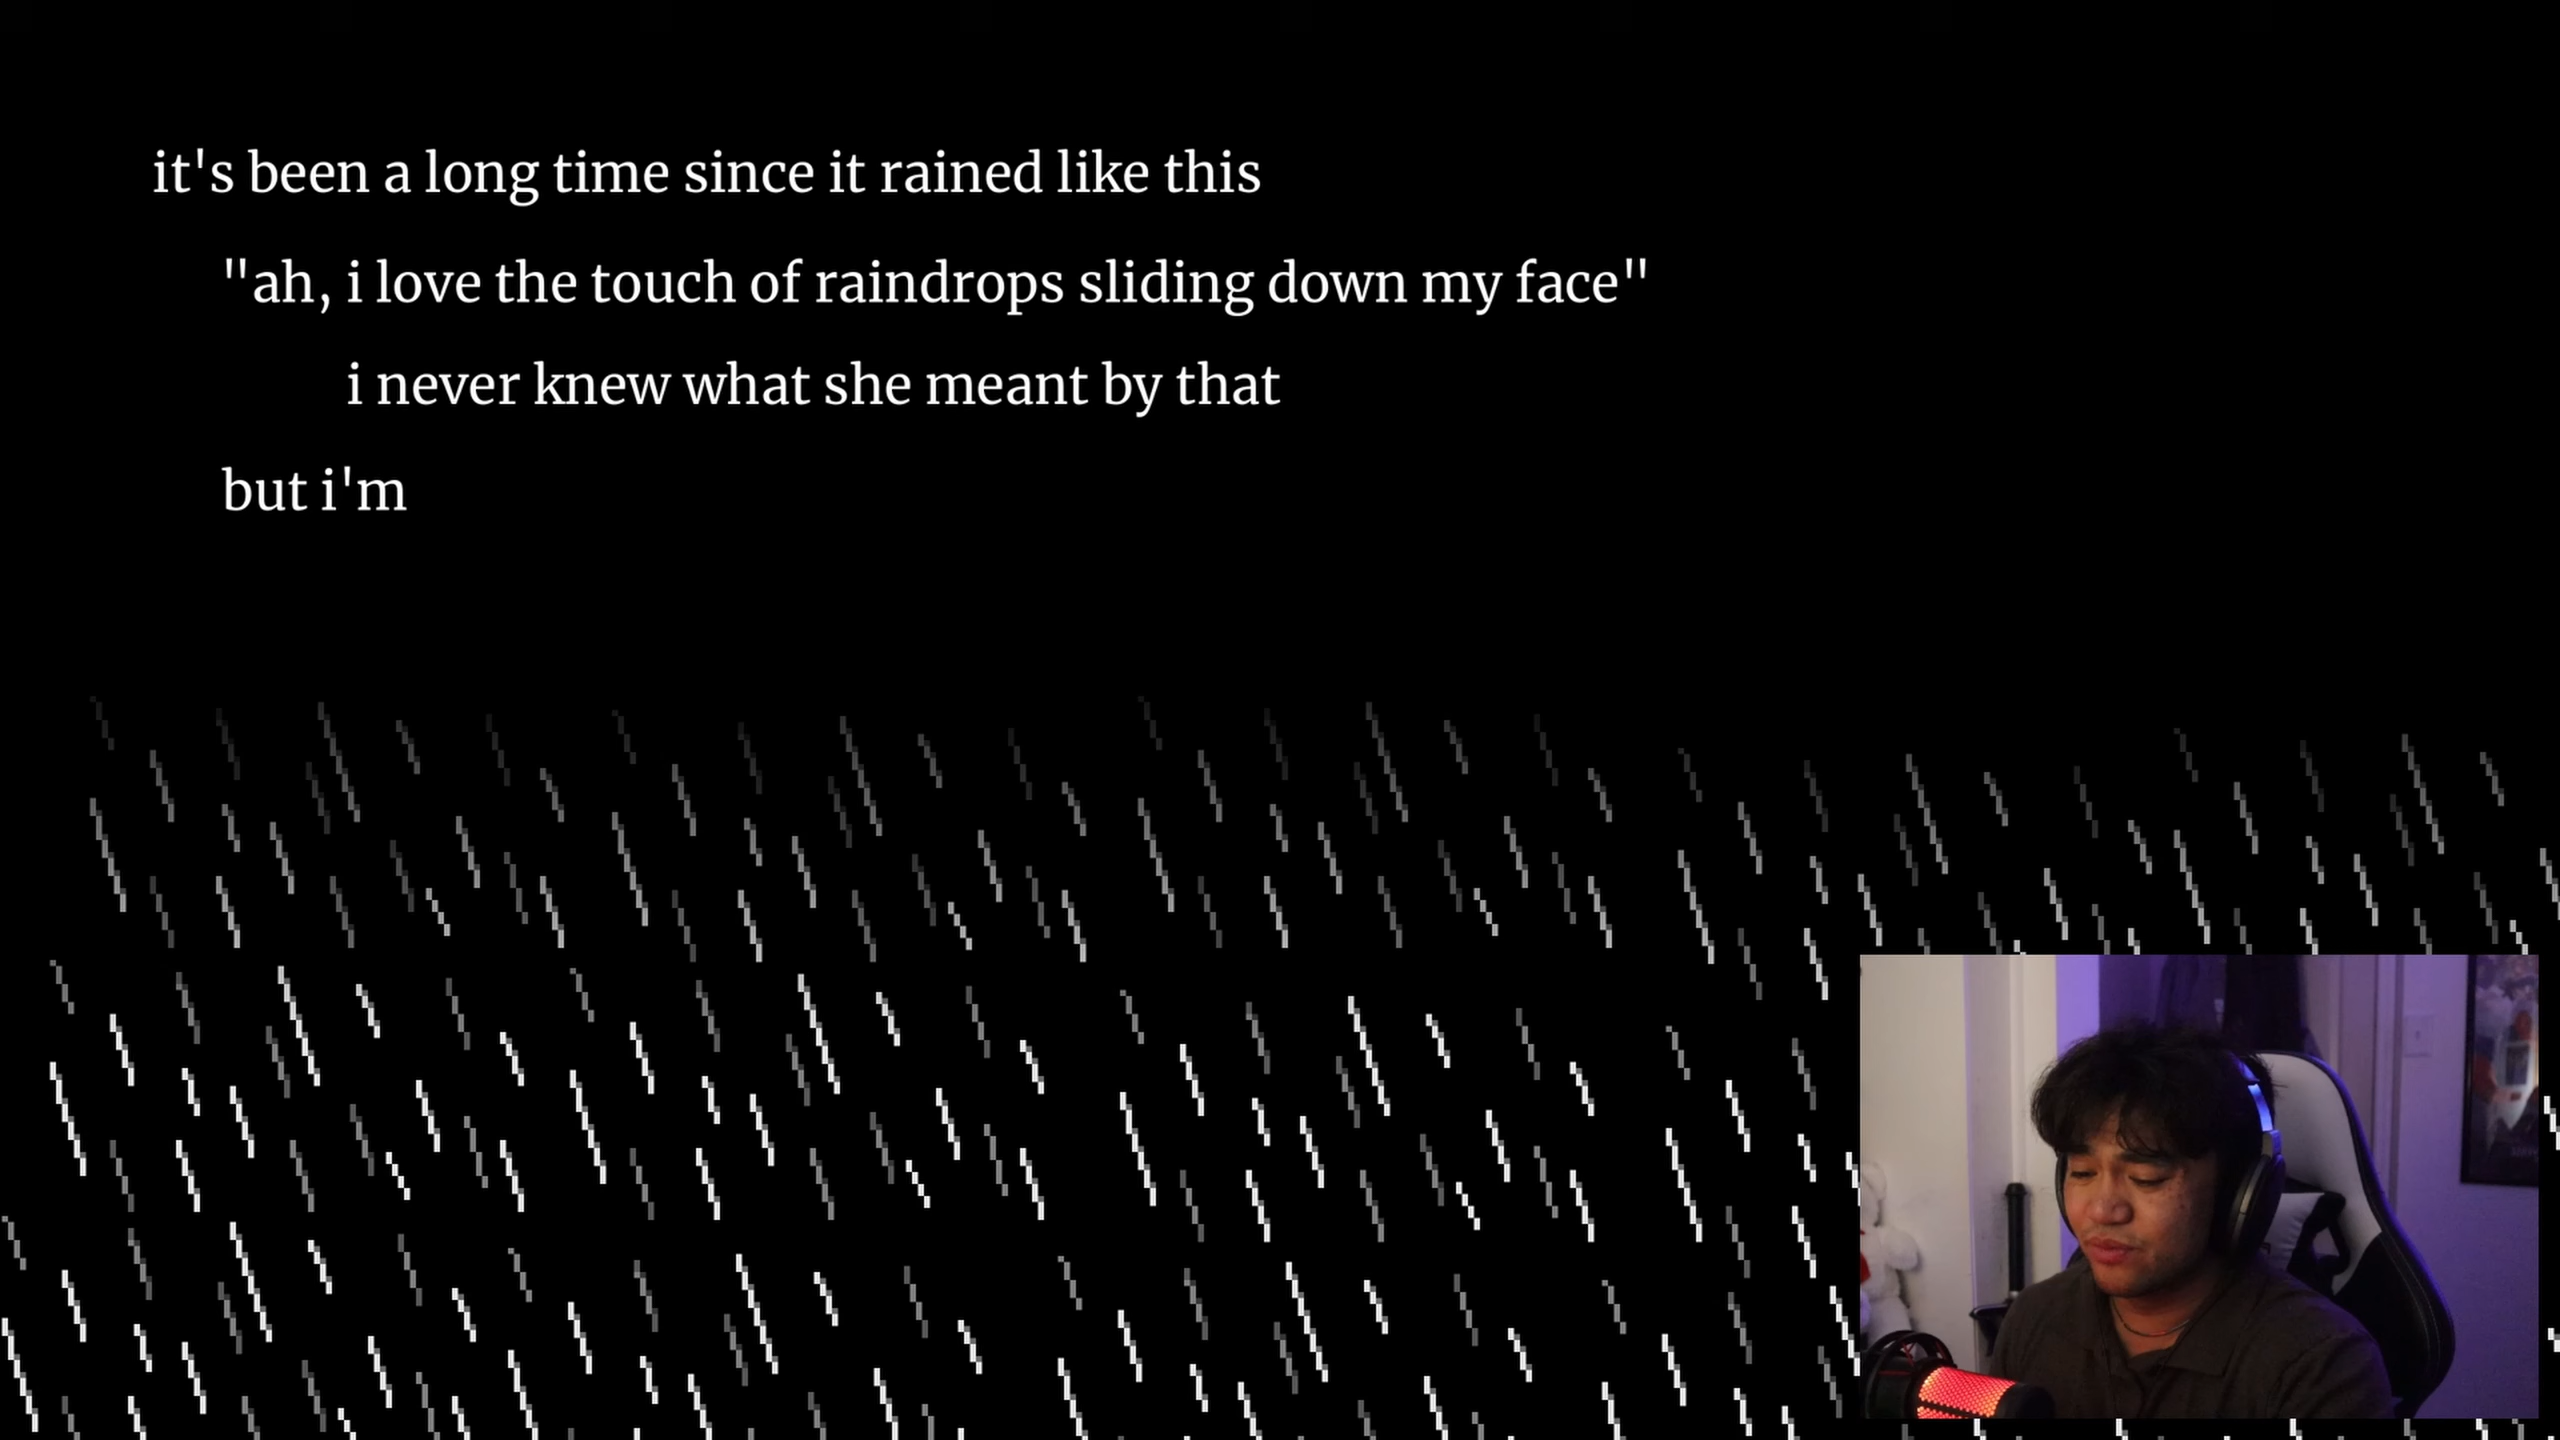 it's been a long time since it rained like this
"ah, i love the touch of raindrops sliding down my face"
i never knew what she meant by that
but i'm